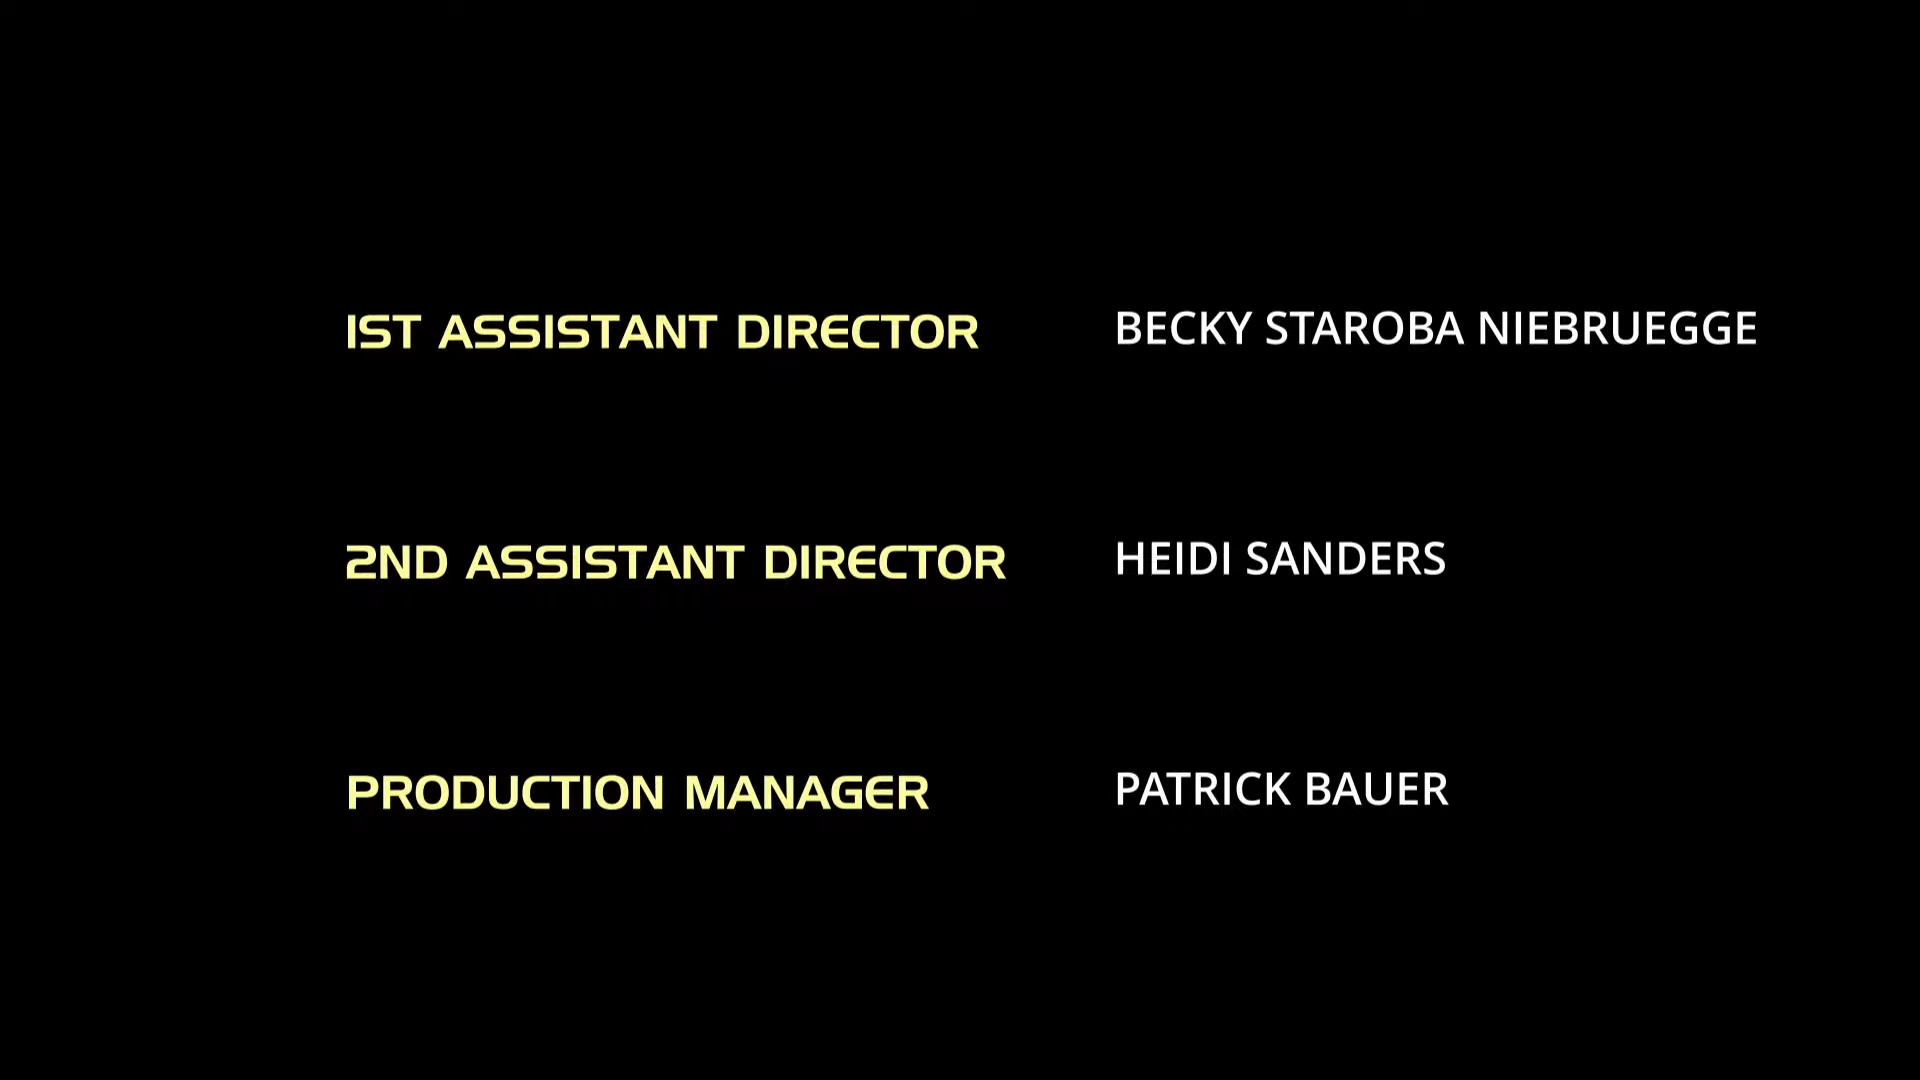 1ST ASSISTANT DIRECTOR BECKY STAROBA NIEBRUEGGE
2ND ASSISTANT DIRECTOR HEIDI SANDERS
PRODUCTION MANAGER PATRICK BAUER